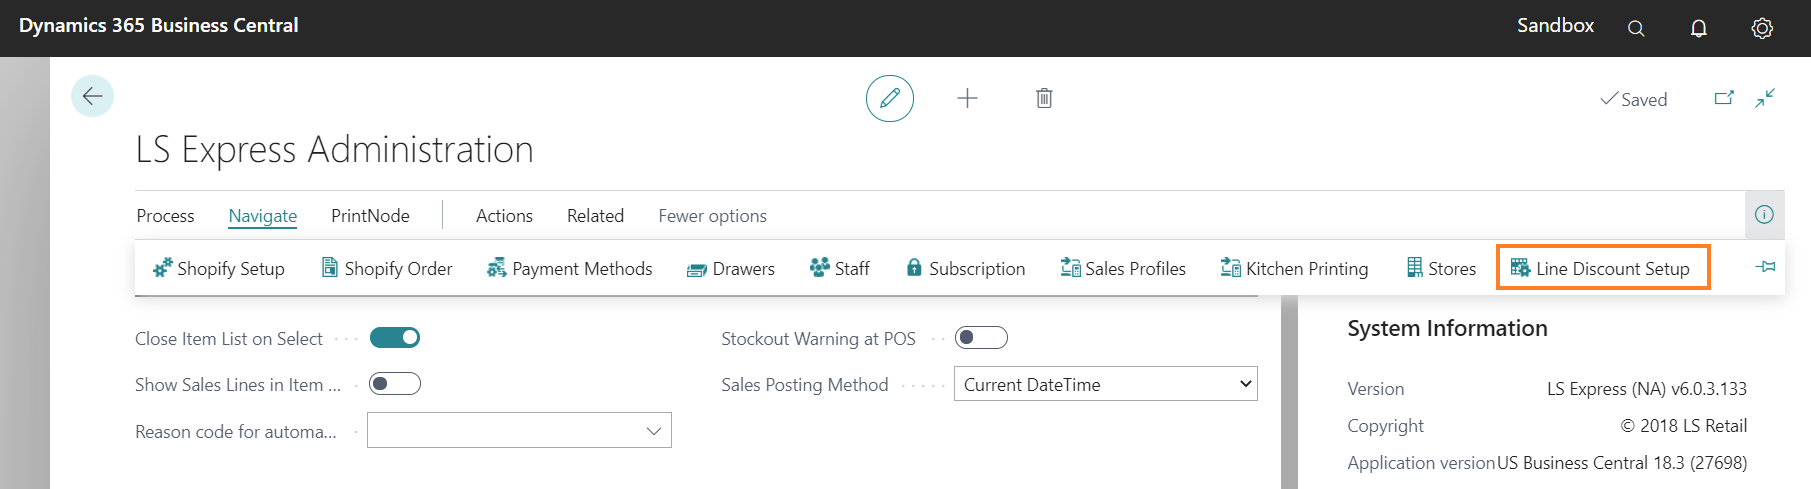 Dynamics 365 Business Central
Sandbox
Saved
LS Express Administration
Process Navigate PrintNode Actions Related Fewer options
Shopify Setup Shopify Order Payment Methods Drawers Staff Subscription Sales Profiles Kitchen Printing Stores Line Discount Setup
Close Item List on Select
Stockout Warning at POS
Show Sales Lines in Item ...
Sales Posting Method Current DateTime
Reason code for automa...
System Information
Version LS Express (NA) v6.0.3.133
Copyright © 2018 LS Retail
Application version US Business Central 18.3 (27698)